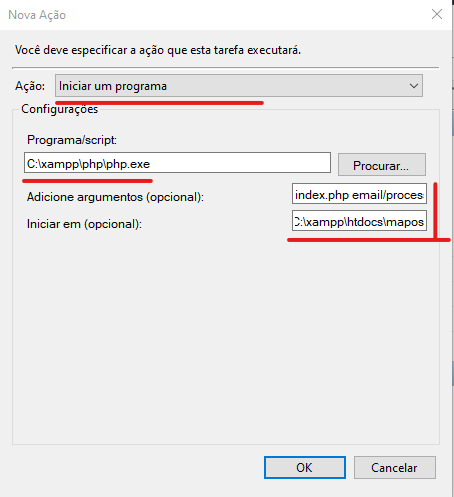 Nova Ação
Você deve especificar a ação que esta tarefa executará.
Ação: Iniciar um programa
Configurações
Programa/script:
C:\xampp\php\php.exe Procurar...
Adicione argumentos (opcional): index.php email/proces
Iniciar em (opcional): C:\xampp\htdocs\mapos
OK Cancelar